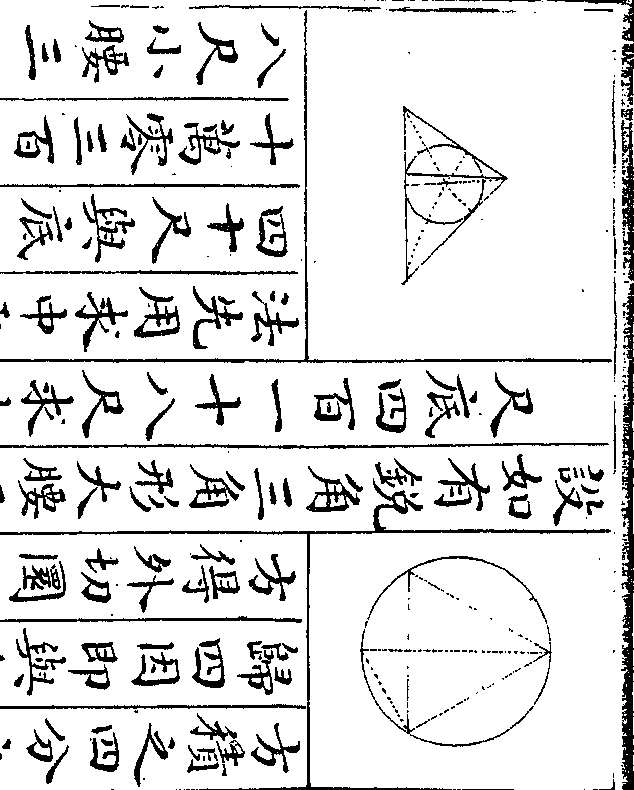 方積之四分
歸四因即與
方得外切圜
設如有鋭角三角形大腰
尺底四百一十八尺求
法先用求中
四十尺與底
十萬零三百
八尺小腰三